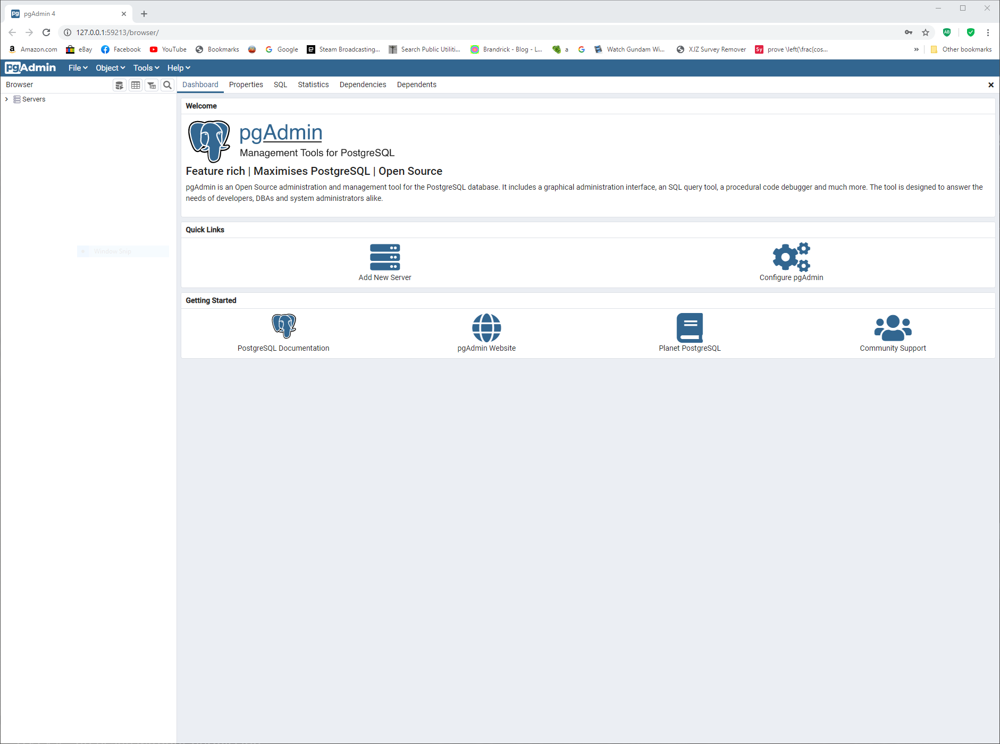 pgAdmin 4
127.0.0.1:59213/browser/
Amazon.com eBay Facebook YouTube Bookmarks Google Steam Broadcasting... Search Public Utiliti... Brandrick - Blog - L... a Watch Gundam Wi... XJZ Survey Remover prove \left(\frac{cos... » Other bookmarks
pgAdmin File Object Tools Help
Browser Dashboard Properties SQL Statistics Dependencies Dependents
Servers
Welcome
pgAdmin
Management Tools for PostgreSQL
Feature rich | Maximises PostgreSQL | Open Source
pgAdmin is an Open Source administration and management tool for the PostgreSQL database. It includes a graphical administration interface, an SQL query tool, a procedural code debugger and much more. The tool is designed to answer the
needs of developers, DBAs and system administrators alike.
Quick Links
Window Snip
Add New Server Configure pgAdmin
Getting Started
PostgreSQL Documentation pgAdmin Website Planet PostgreSQL Community Support